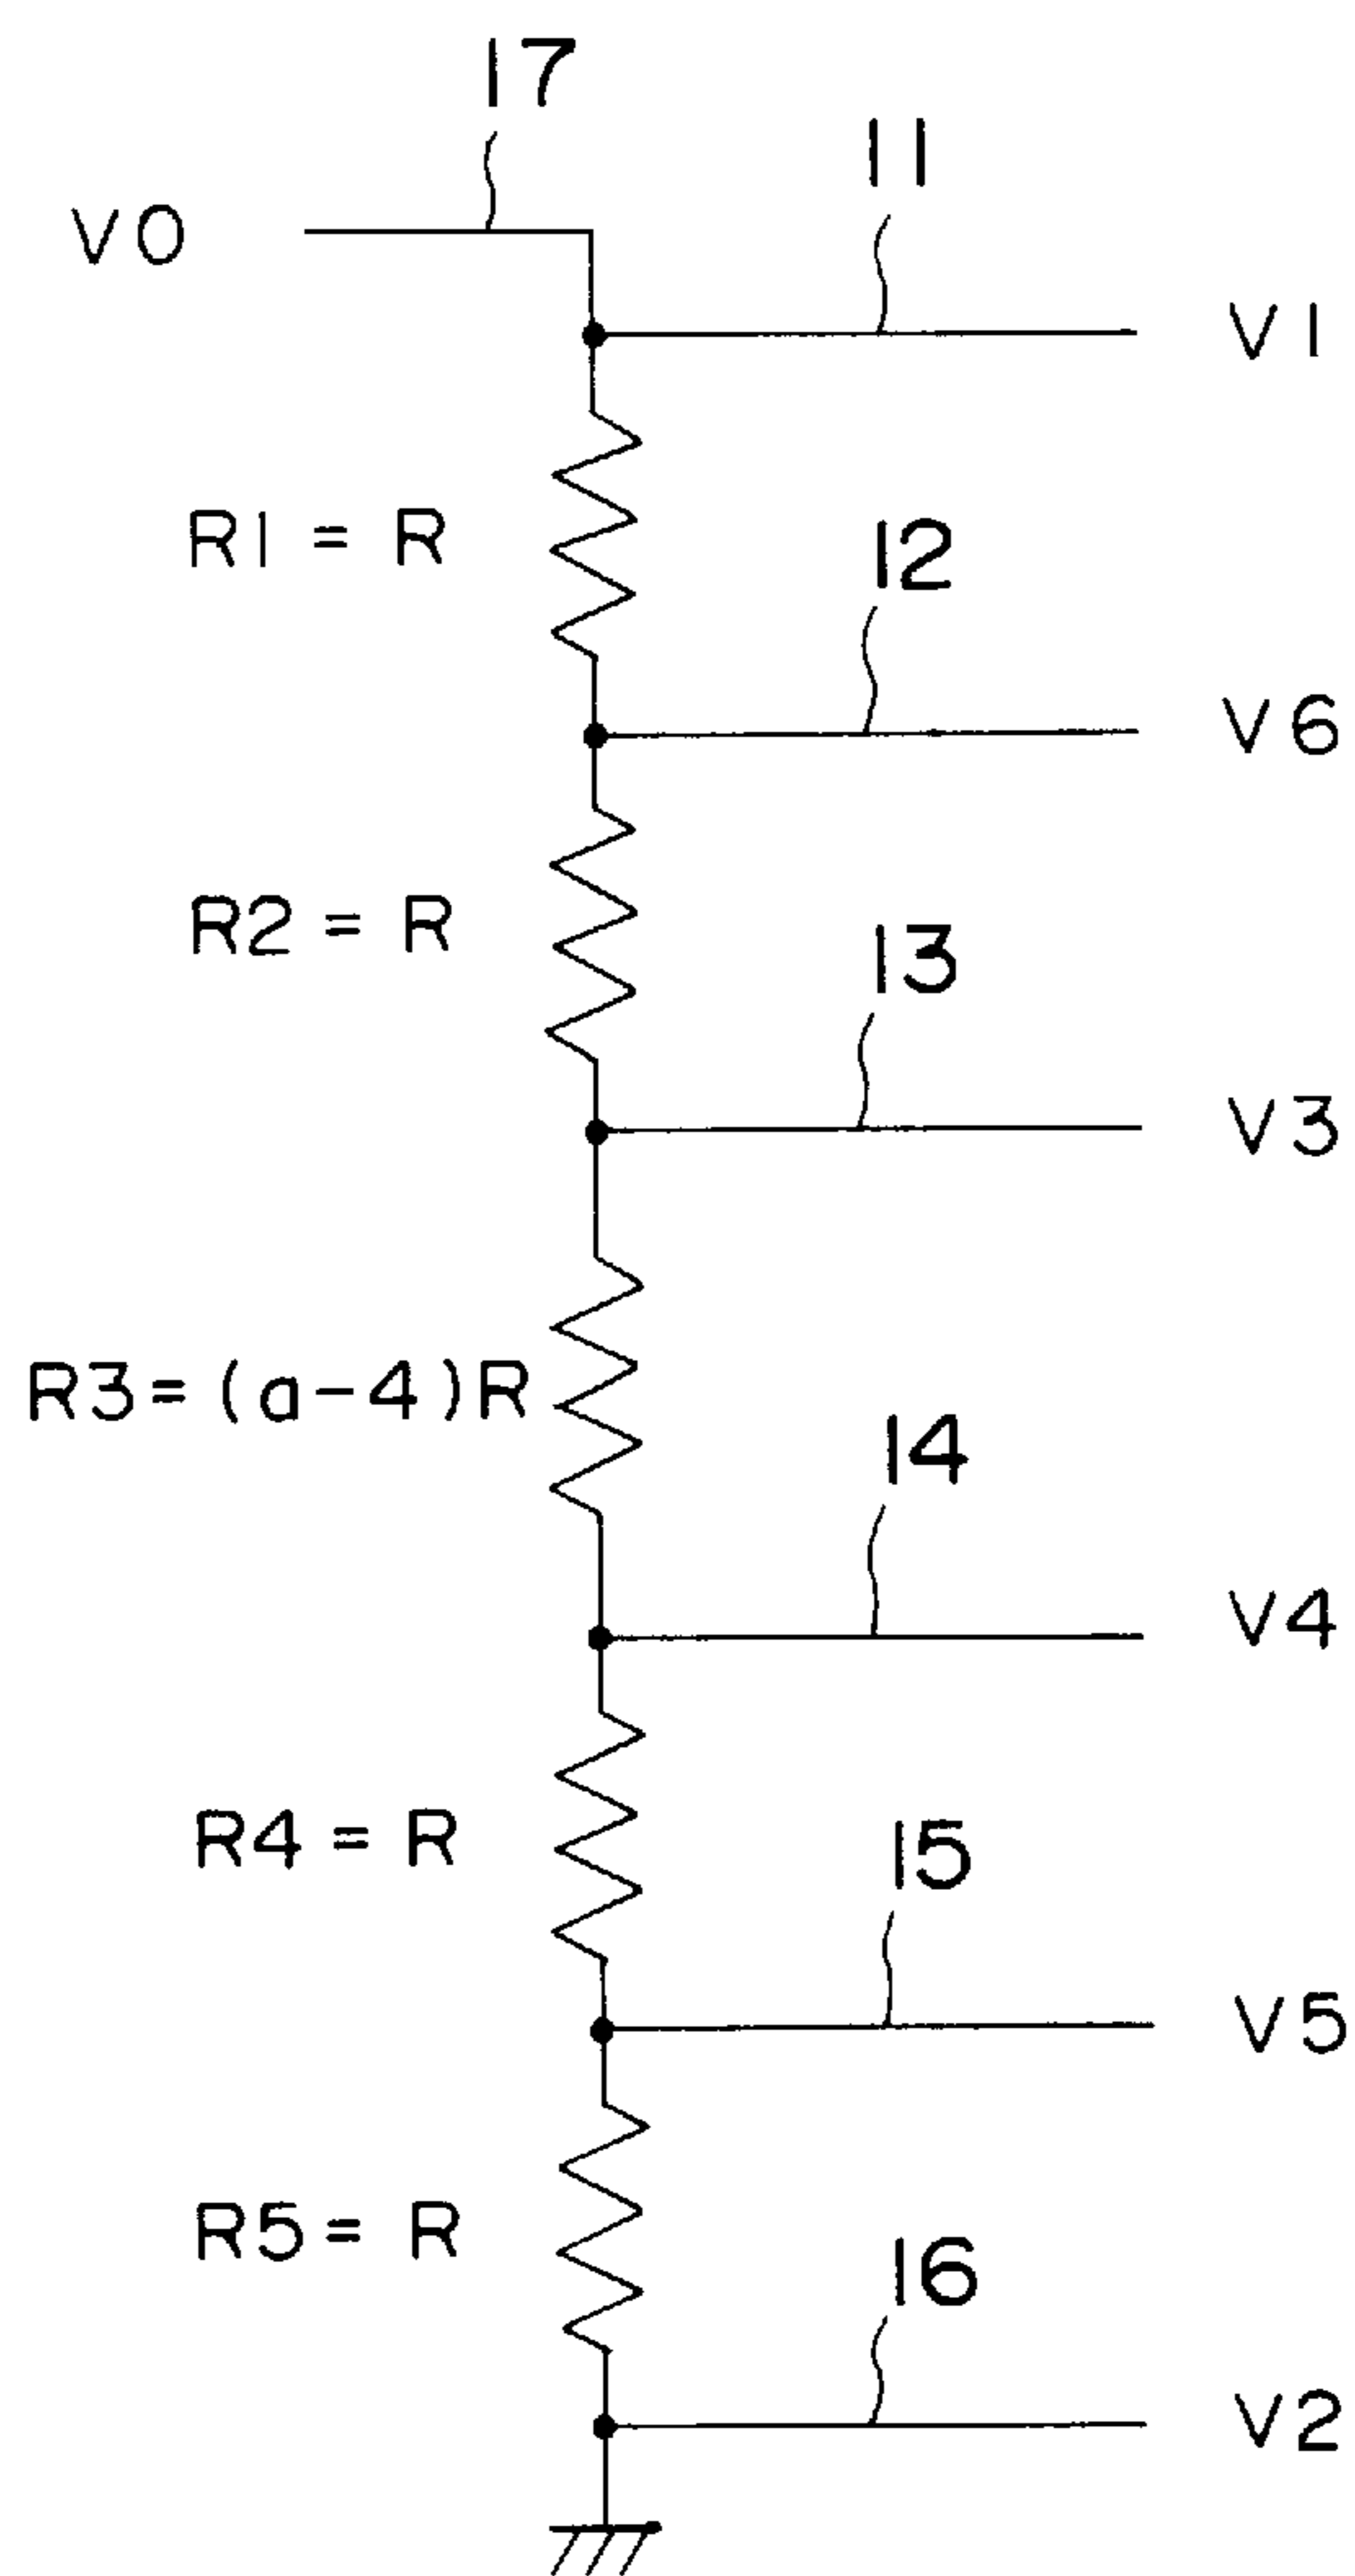 17
11
V0
V1
R1 = R
12
V6
R2 = R
13
V3
R3=(a-4)R
14
V4
R4 = R
15
V5
R5 = R
16
V2